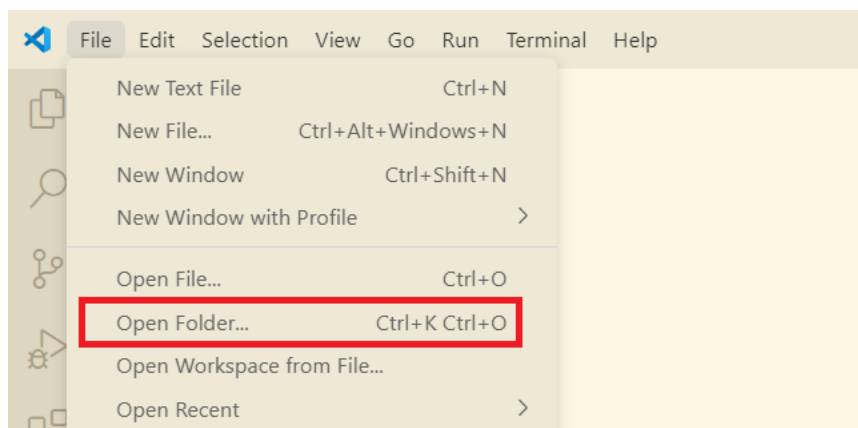 File Edit Selection View Go Run Terminal Help
New Text File Ctrl+N
New File... Ctrl+Alt+Windows+N
New Window Ctrl+Shift+N
New Window with Profile
Open File... Ctrl+O
Open Folder... Ctrl+K Ctrl+O
Open Workspace from File...
Open Recent